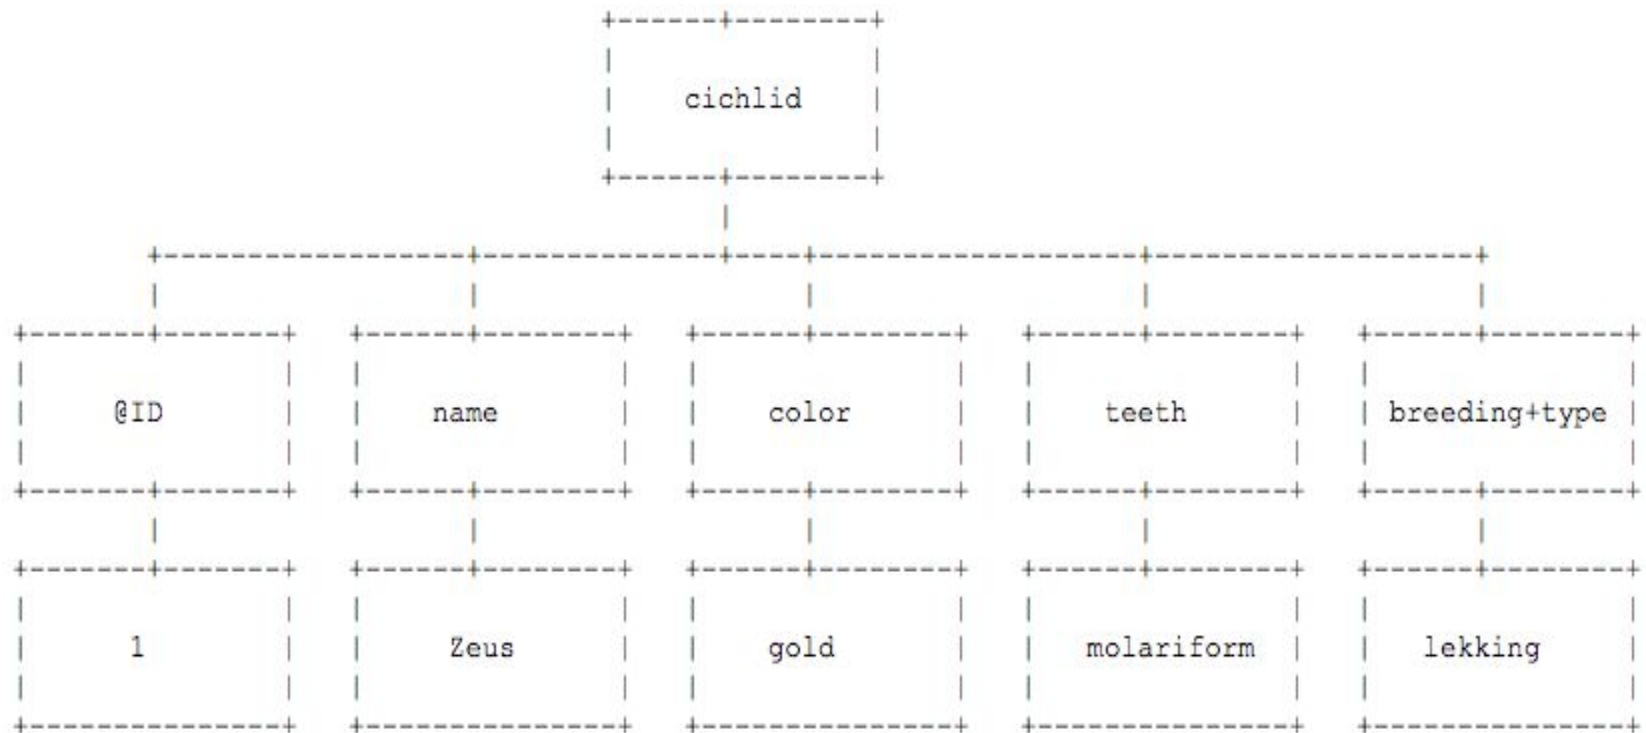 cichlid
@ID name color teeth breeding+type
1 Zeus gold molariform lekking